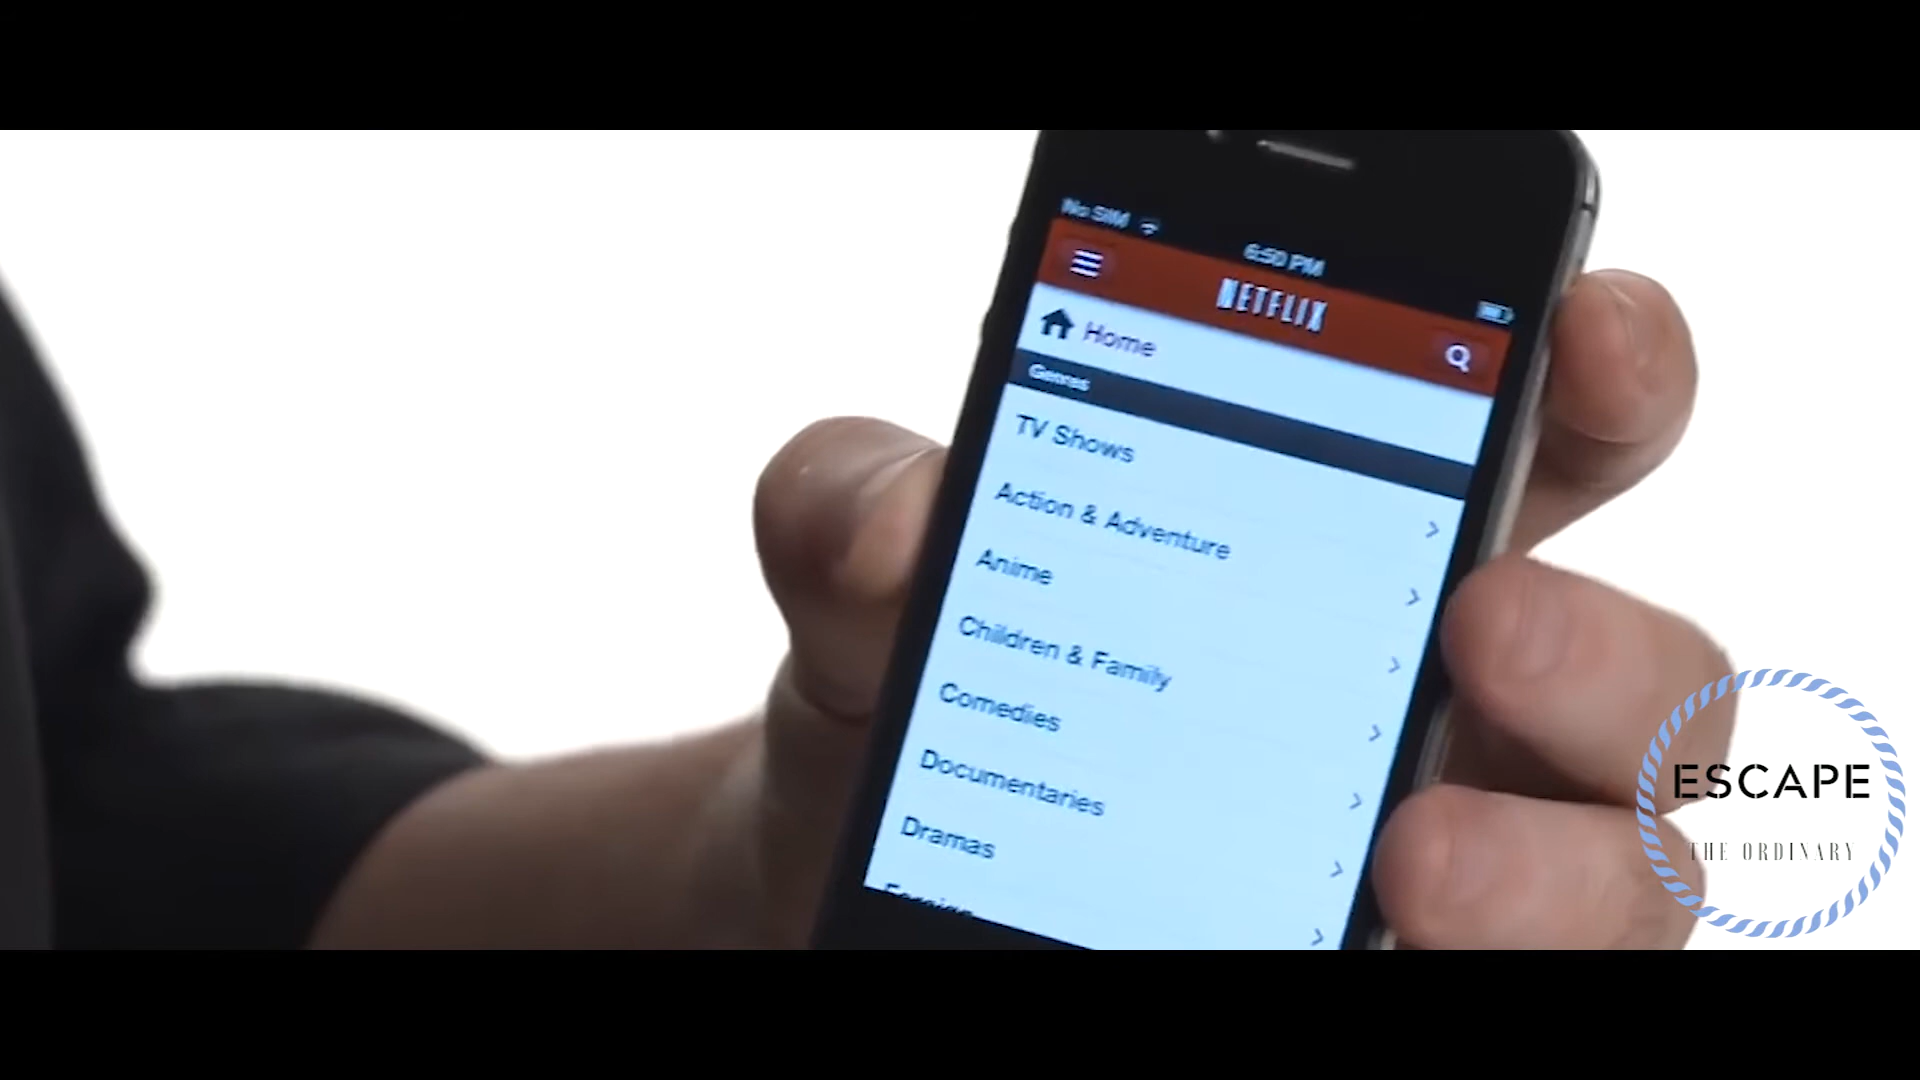 No SIM
6:50 PM
NETFLIX
Home
Genres
TV Shows
Action & Adventure
Anime
Children & Family
Comedies
Documentaries
Dramas
Foreign
ESCAPE
THE ORDINARY